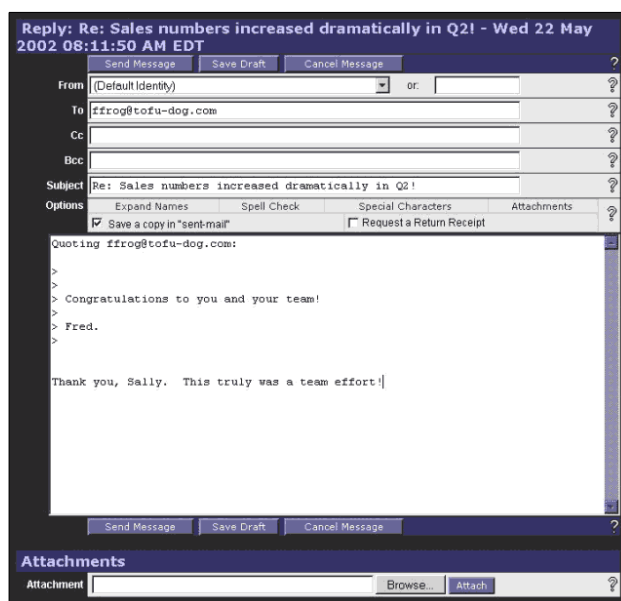 Reply: Re: Sales numbers increased dramatically in Q2! - Wed 22 May
2002 08:11:50 AM EDT
Send Message Save Draft Cancel Message ?
From (Default Identity) or: ?
To ffrog@tofu-dog.com ?
Cc ?
Bcc ?
Subject Re: Sales numbers increased dramatically in Q2! ?
Options Expand Names Spell Check Special Characters Attachments ?
Save a copy in "sent-mail" Request a Return Receipt
Quoting ffrog@tofu-dog.com:
>
>
> Congratulations to you and your team!
>
> Fred.
>
Thank you, Sally. This truly was a team effort!
Send Message Save Draft Cancel Message ?
Attachments
Attachment Browse... Attach ?